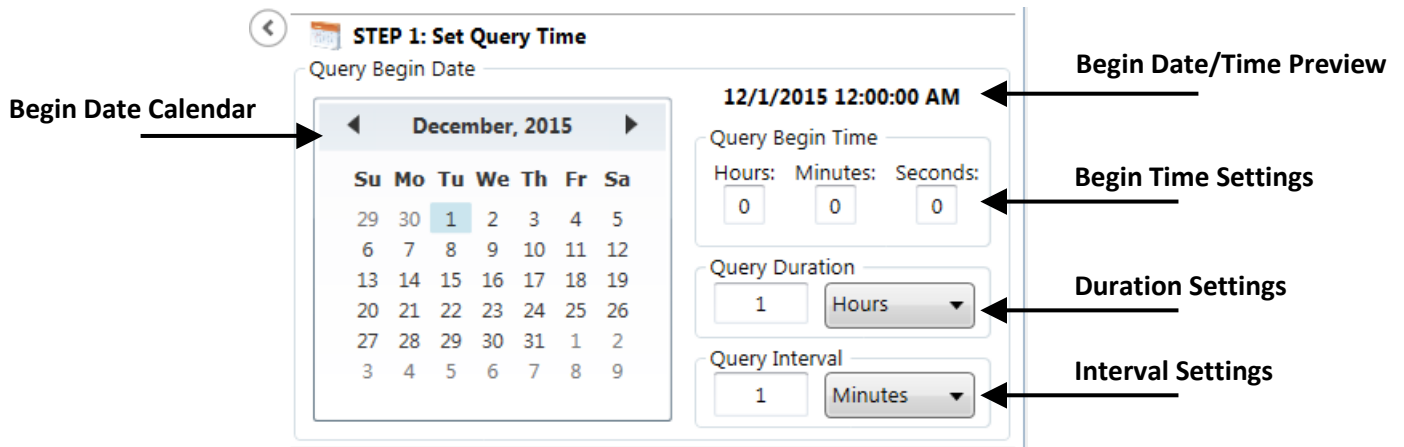 STEP 1: Set Query Time
Query Begin Date
Begin Date/Time Preview
Begin Date Calendar
12/1/2015 12:00:00 AM
December, 2015
Query Begin Time
Su Mo Tu We Th Fr Sa
Hours: Minutes: Seconds:
Begin Time Settings
0 0 0
29 30 1 2 3 4 5
6 7 8 9 10 11 12
13 14 15 16 17 18 19
20 21 22 23 24 25 26
27 28 29 30 31 1 2
3 4 5 6 7 8 9
Query Duration
1 Hours
Duration Settings
Query Interval
1 Minutes
Interval Settings